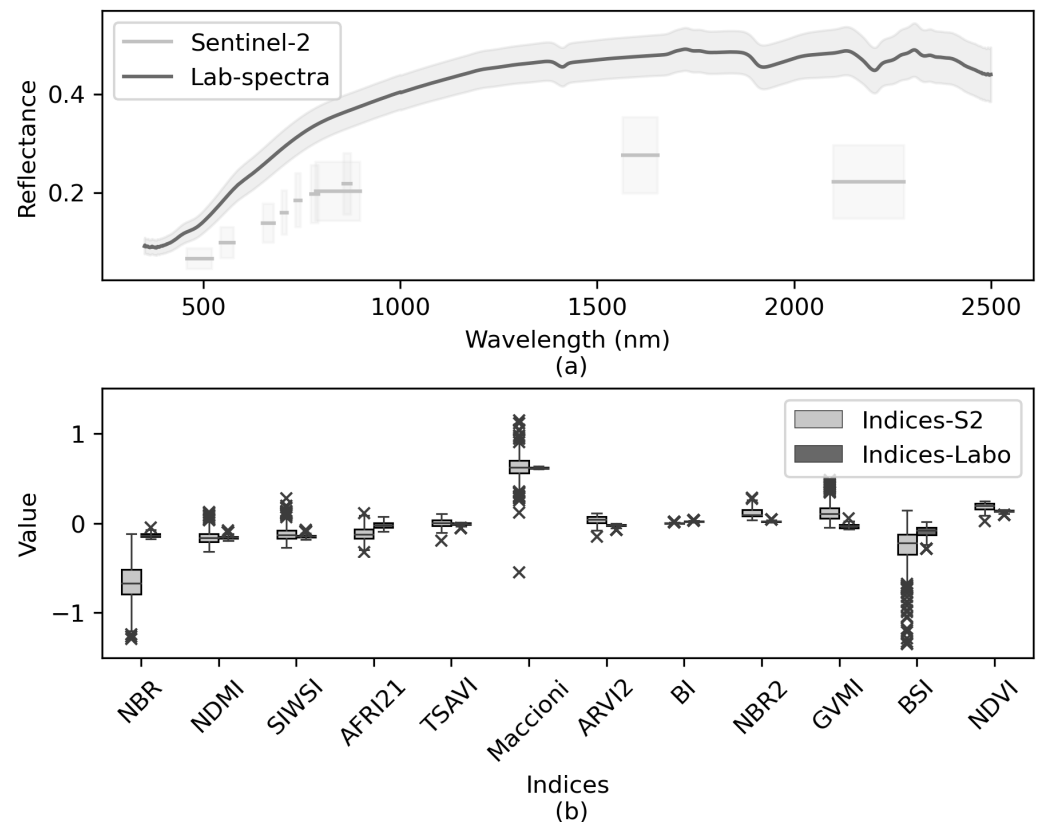 Sentinel-2
Lab-spectra
Reflectance
0.4
0.2
500 1000 1500 2000 2500
Wavelength (nm)
(a)
Indices-S2
Indices-Labo
Value
1
0
−1
NBR NDMI SIWSI AFRI21 TSAVI Maccioni ARVI2 BI NBR2 GVMI BSI NDVI
Indices
(b)